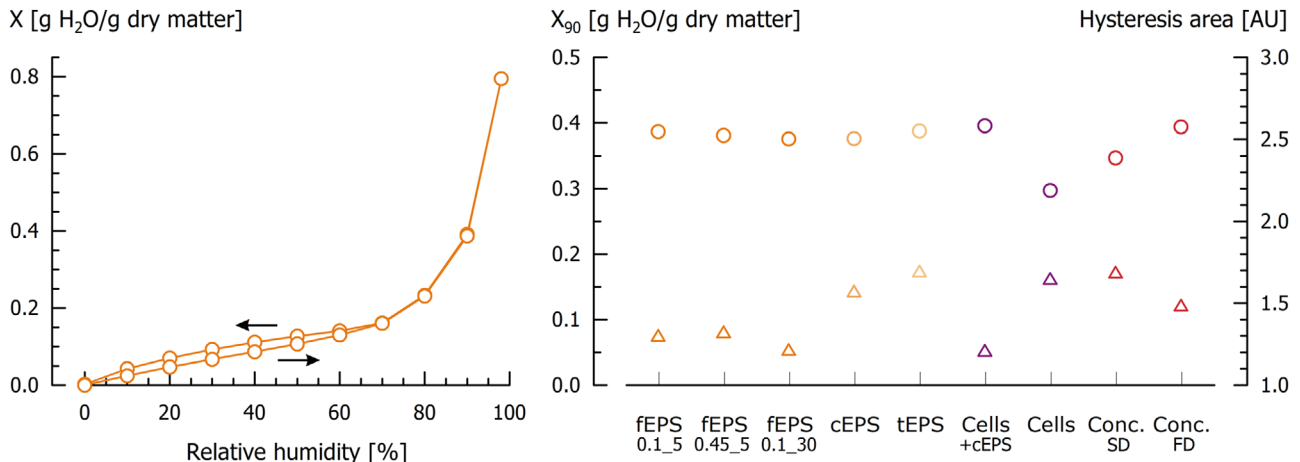 X [g H₂O/g dry matter]
0.8
0.6
0.4
0.2
0.0
0 20 40 60 80 100
Relative humidity [%]
X₉₀ [g H₂O/g dry matter]
Hysteresis area [AU]
0.5
0.4
0.3
0.2
0.1
0.0
3.0
2.5
2.0
1.5
1.0
fEPS fEPS fEPS cEPS tEPS Cells Cells Conc. Conc.
0.1_5 0.45_5 0.1_30 +cEPS SD FD